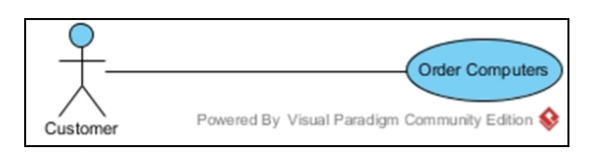 Order Computers
Customer
Powered By Visual Paradigm Community Edition